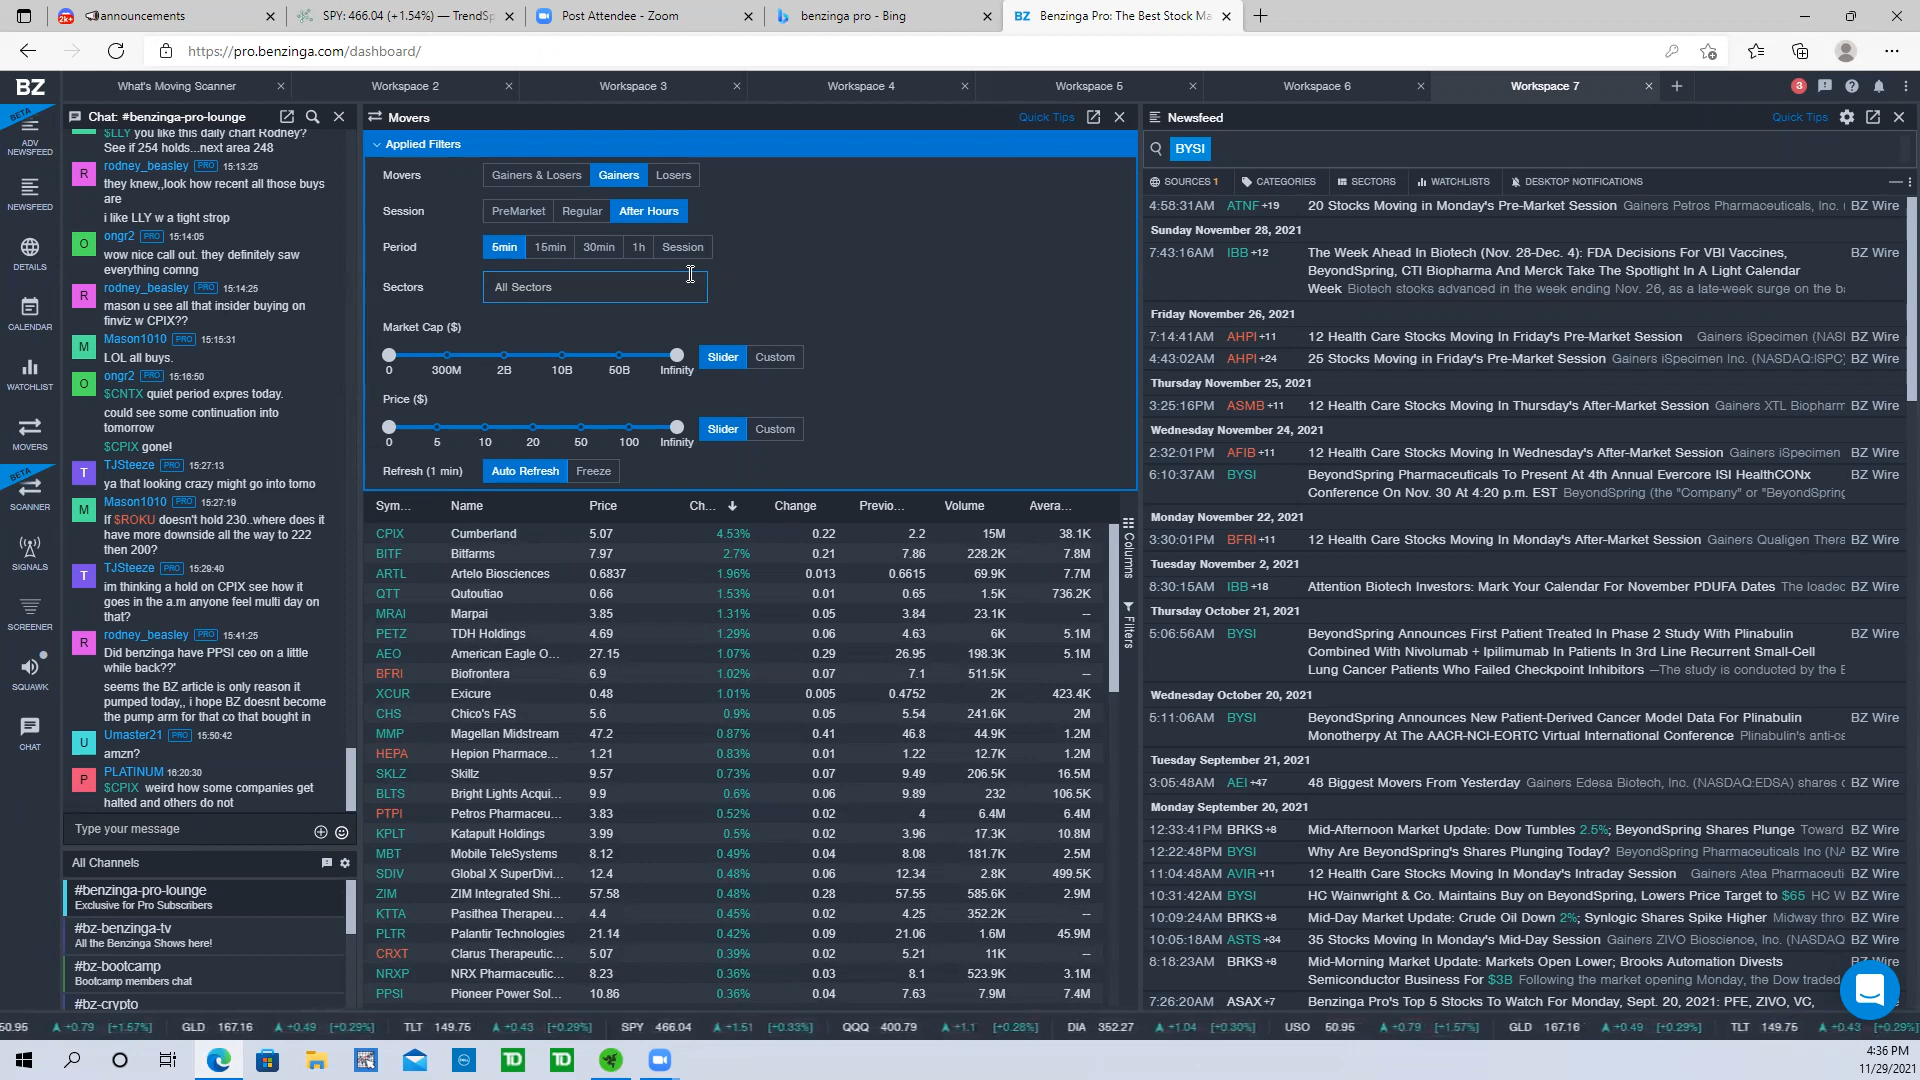 announcements
SPY: 466.04 (+1.54%) — TrendSp
Post Attendee - Zoom
benzinga pro - Bing
BZ Benzinga Pro: The Best Stock Ma
https://pro.benzinga.com/dashboard/
BZ
What's Moving Scanner
Workspace 2
Workspace 3
Workspace 4
Workspace 5
Workspace 6
Workspace 7
3
BETA
ADV NEWSFEED
NEWSFEED
DETAILS
CALENDAR
WATCHLIST
MOVERS
BETA
SCANNER
SIGNALS
SCREENER
SQUAWK
CHAT
Chat: #benzinga-pro-lounge
$LLY you like this daily chart Rodney?
See if 254 holds...next area 248
R rodney_beasley PRO 15:13:25
they knew,,look how recent all those buys
are
i like LLY w a tight strop
O ongr2 PRO 15:14:05
wow nice call out. they definitely saw
everything comng
R rodney_beasley PRO 15:14:25
mason u see all that insider buying on
finviz w CPIX??
M Mason1010 PRO 15:15:31
LOL all buys.
O ongr2 PRO 15:16:50
$CNTX quiet period expres today.
could see some continuation into
tomorrow
$CPIX gone!
T TJSteeze PRO 15:27:13
ya that looking crazy might go into tomo
M Mason1010 PRO 15:27:19
If $ROKU doesn't hold 230..where does it
have more downside all the way to 222
then 200?
T TJSteeze PRO 15:29:40
im thinking a hold on CPIX see how it
goes in the a.m anyone feel multi day on
that?
R rodney_beasley PRO 15:41:25
Did benzinga have PPSI ceo on a little
while back??'
seems the BZ article is only reason it
pumped today,, i hope BZ doesnt become
the pump arm for that co that bought in
U Umaster21 PRO 15:50:42
amzn?
P PLATINUM 16:20:30
$CPIX weird how some companies get
halted and others do not
Type your message
All Channels
#benzinga-pro-lounge
Exclusive for Pro Subscribers
#bz-benzinga-tv
All the Benzinga Shows here!
#bz-bootcamp
Bootcamp members chat
#bz-crypto
Movers
Quick Tips
Applied Filters
Movers Gainers & Losers Gainers Losers
Session PreMarket Regular After Hours
Period 5min 15min 30min 1h Session
Sectors All Sectors
Market Cap ($)
0 300M 2B 10B 50B Infinity Slider Custom
Price ($)
0 5 10 20 50 100 Infinity Slider Custom
Refresh (1 min) Auto Refresh Freeze
Sym... Name Price Ch... Change Previo... Volume Avera...
CPIX Cumberland 5.07 4.53% 0.22 2.2 15M 38.1K
BITF Bitfarms 7.97 2.7% 0.21 7.86 228.2K 7.8M
ARTL Artelo Biosciences 0.6837 1.96% 0.013 0.6615 69.9K 7.7M
QTT Qutoutiao 0.66 1.53% 0.01 0.65 1.5K 736.2K
MRAI Marpai 3.85 1.31% 0.05 3.84 23.1K --
PETZ TDH Holdings 4.69 1.29% 0.06 4.63 6K 5.1M
AEO American Eagle O... 27.15 1.07% 0.29 26.95 198.3K 5.1M
BFRI Biofrontera 6.9 1.02% 0.07 7.1 511.5K --
XCUR Exicure 0.48 1.01% 0.005 0.4752 2K 423.4K
CHS Chico's FAS 5.6 0.9% 0.05 5.54 241.6K 2M
MMP Magellan Midstream 47.2 0.87% 0.41 46.8 44.9K 1.2M
HEPA Hepion Pharmace... 1.21 0.83% 0.01 1.22 12.7K 1.2M
SKLZ Skillz 9.57 0.73% 0.07 9.49 206.5K 16.5M
BLTS Bright Lights Acqui... 9.9 0.6% 0.06 9.89 232 106.5K
PTPI Petros Pharmaceu... 3.83 0.52% 0.02 4 6.4M 6.4M
KPLT Katapult Holdings 3.99 0.5% 0.02 3.96 17.3K 10.8M
MBT Mobile TeleSystems 8.12 0.49% 0.04 8.08 181.7K 2.5M
SDIV Global X SuperDivi... 12.4 0.48% 0.06 12.34 2.8K 499.5K
ZIM ZIM Integrated Shi... 57.58 0.48% 0.28 57.55 585.6K 2.9M
KTTA Pasithea Therapeu... 4.4 0.45% 0.02 4.25 352.2K --
PLTR Palantir Technologies 21.14 0.42% 0.09 21.06 1.6M 45.9M
CRXT Clarus Therapeutic... 5.07 0.39% 0.02 5.21 11K --
NRXP NRX Pharmaceutic... 8.23 0.36% 0.03 8.1 523.9K 3.1M
PPSI Pioneer Power Sol... 10.86 0.36% 0.04 7.63 7.9M 7.4M
Columns
Filters
Newsfeed
Quick Tips
BYSI
SOURCES 1 CATEGORIES SECTORS WATCHLISTS DESKTOP NOTIFICATIONS
4:58:31AM ATNF +19 20 Stocks Moving in Monday's Pre-Market Session Gainers Petros Pharmaceuticals, Inc. ( BZ Wire
Sunday November 28, 2021
7:43:16AM IBB +12 The Week Ahead In Biotech (Nov. 28-Dec. 4): FDA Decisions For VBI Vaccines, BZ Wire
BeyondSpring, CTI Biopharma And Merck Take The Spotlight In A Light Calendar
Week Biotech stocks advanced in the week ending Nov. 26, as a late-week surge on the ba
Friday November 26, 2021
7:14:41AM AHPI +11 12 Health Care Stocks Moving In Friday's Pre-Market Session Gainers iSpecimen (NAS BZ Wire
4:43:02AM AHPI +24 25 Stocks Moving in Friday's Pre-Market Session Gainers iSpecimen Inc. (NASDAQ:ISPC) BZ Wire
Thursday November 25, 2021
3:25:16PM ASMB +11 12 Health Care Stocks Moving In Thursday's After-Market Session Gainers XTL Biopharm BZ Wire
Wednesday November 24, 2021
2:32:01PM AFIB +11 12 Health Care Stocks Moving In Wednesday's After-Market Session Gainers iSpecimen BZ Wire
6:10:37AM BYSI BeyondSpring Pharmaceuticals To Present At 4th Annual Evercore ISI HealthCONx BZ Wire
Conference On Nov. 30 At 4:20 p.m. EST BeyondSpring (the "Company" or "BeyondSpring
Monday November 22, 2021
3:30:01PM BFRI +11 12 Health Care Stocks Moving In Monday's After-Market Session Gainers Qualigen Thera BZ Wire
Tuesday November 2, 2021
8:30:15AM IBB +18 Attention Biotech Investors: Mark Your Calendar For November PDUFA Dates The loaded BZ Wire
Thursday October 21, 2021
5:06:56AM BYSI BeyondSpring Announces First Patient Treated In Phase 2 Study With Plinabulin BZ Wire
Combined With Nivolumab + Ipilimumab In Patients In 3rd Line Recurrent Small-Cell
Lung Cancer Patients Who Failed Checkpoint Inhibitors —The study is conducted by the E
Wednesday October 20, 2021
5:11:06AM BYSI BeyondSpring Announces New Patient-Derived Cancer Model Data For Plinabulin BZ Wire
Monotherpy At The AACR-NCI-EORTC Virtual International Conference Plinabulin's anti-ca
Tuesday September 21, 2021
3:05:48AM AEI +47 48 Biggest Movers From Yesterday Gainers Edesa Biotech, Inc. (NASDAQ:EDSA) shares c BZ Wire
Monday September 20, 2021
12:33:41PM BRKS +8 Mid-Afternoon Market Update: Dow Tumbles 2.5%; BeyondSpring Shares Plunge Toward BZ Wire
12:22:48PM BYSI Why Are BeyondSpring's Shares Plunging Today? BeyondSpring Pharmaceuticals Inc (NA BZ Wire
11:04:48AM AVIR +11 12 Health Care Stocks Moving In Monday's Intraday Session Gainers Atea Pharmaceuti BZ Wire
10:31:42AM BYSI HC Wainwright & Co. Maintains Buy on BeyondSpring, Lowers Price Target to $65 HC W BZ Wire
10:09:24AM BRKS +8 Mid-Day Market Update: Crude Oil Down 2%; Synlogic Shares Spike Higher Midway thro BZ Wire
10:05:18AM ASTS +34 35 Stocks Moving In Monday's Mid-Day Session Gainers ZIVO Bioscience, Inc. (NASDAQ BZ Wire
8:18:23AM BRKS +8 Mid-Morning Market Update: Markets Open Lower; Brooks Automation Divests BZ Wire
Semiconductor Business For $3B Following the market opening Monday, the Dow traded
7:26:20AM ASAX +7 Benzinga Pro's Top 5 Stocks To Watch For Monday, Sept. 20, 2021: PFE, ZIVO, VC, BZ Wire
50.95 +0.79 [+1.57%] GLD 167.16 +0.49 [+0.29%] TLT 149.75 +0.43 [+0.29%] SPY 466.04 +1.51 [+0.33%] QQQ 400.79 +1.1 [+0.28%] DIA 352.27 +1.04 [+0.30%] USO 50.95 +0.79 [+1.57%] GLD 167.16 +0.49 [+0.29%] TLT 149.75 +0.43 [+0.29%]
4:36 PM
11/29/2021